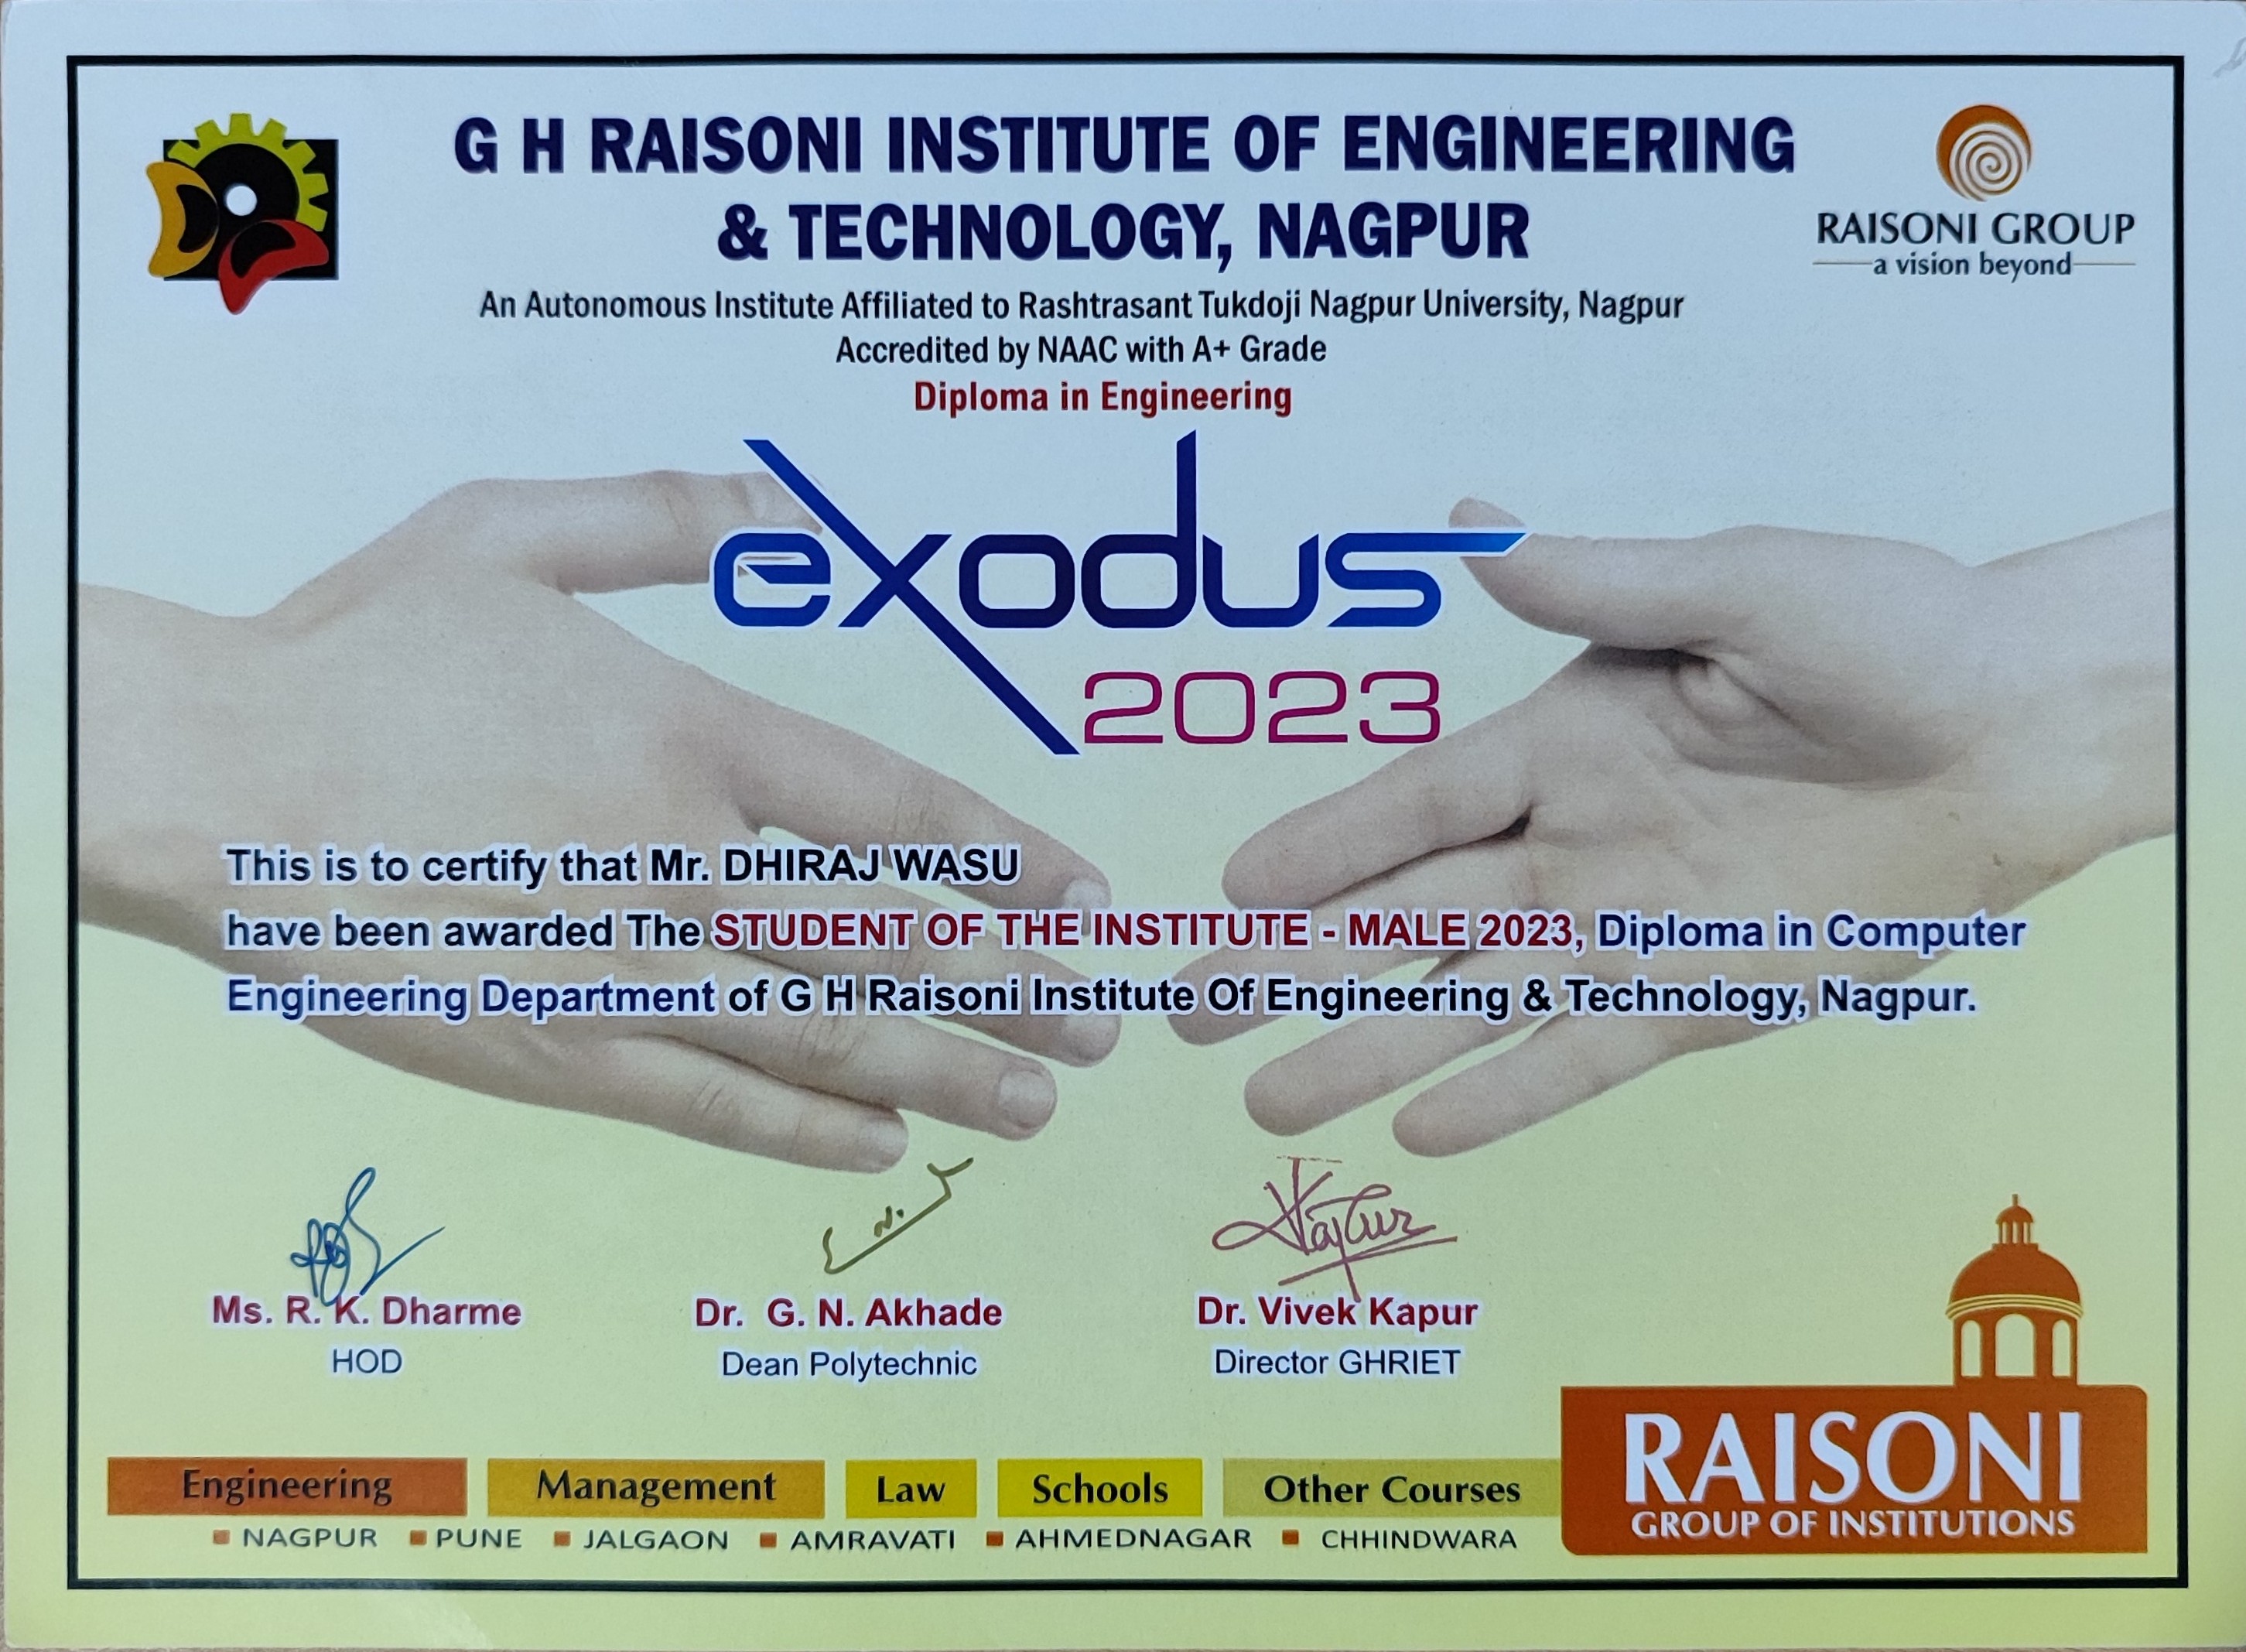 G H RAISONI INSTITUTE OF ENGINEERING
& TECHNOLOGY, NAGPUR
RAISONI GROUP
a vision beyond
An Autonomous Institute Affiliated to Rashtrasant Tukdoji Nagpur University, Nagpur
Accredited by NAAC with A+ Grade
Diploma in Engineering
exodus
2023
This is to certify that Mr. DHIRAJ WASU
have been awarded The STUDENT OF THE INSTITUTE - MALE 2023, Diploma in Computer
Engineering Department of G H Raisoni Institute Of Engineering & Technology, Nagpur.
Ms. R. K. Dharme
HOD
Dr. G. N. Akhade
Dean Polytechnic
Dr. Vivek Kapur
Director GHRIET
Engineering Management Law Schools Other Courses
NAGPUR PUNE JALGAON AMRAVATI AHMEDNAGAR CHHINDWARA
RAISONI
GROUP OF INSTITUTIONS